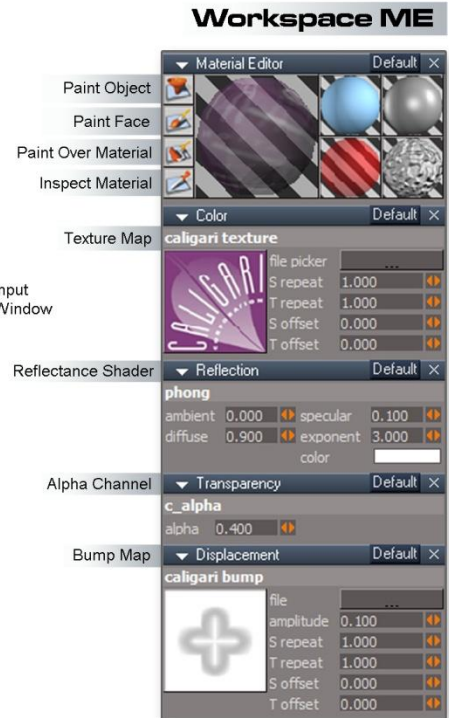 Workspace ME
Material Editor Default
Paint Object
Paint Face
Paint Over Material
Inspect Material
Color Default
Texture Map
caligari texture
CALIGARI
file picker ...
S repeat 1.000
T repeat 1.000
S offset 0.000
T offset 0.000
nput
Window
Reflectance Shader
Reflection Default
phong
ambient 0.000 specular 0.100
diffuse 0.900 exponent 3.000
color
Alpha Channel
Transparency Default
c_alpha
alpha 0.400
Bump Map
Displacement Default
caligari bump
file ...
amplitude 0.100
S repeat 1.000
T repeat 1.000
S offset 0.000
T offset 0.000